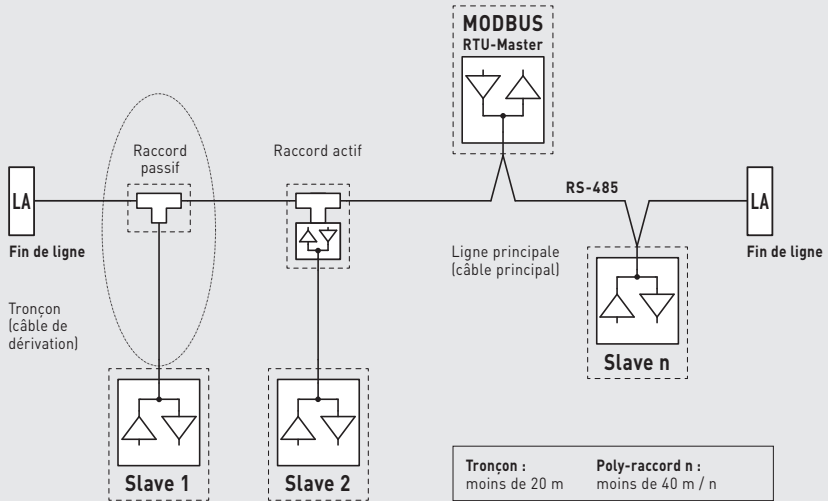 MODBUS
RTU-Master
Raccord
passif
Raccord actif
LA
RS-485
LA
Fin de ligne
Ligne principale
(câble principal)
Fin de ligne
Tronçon
(câble de
dérivation)
Slave n
Slave 1
Slave 2
Tronçon :
moins de 20 m
Poly-raccord n :
moins de 40 m / n